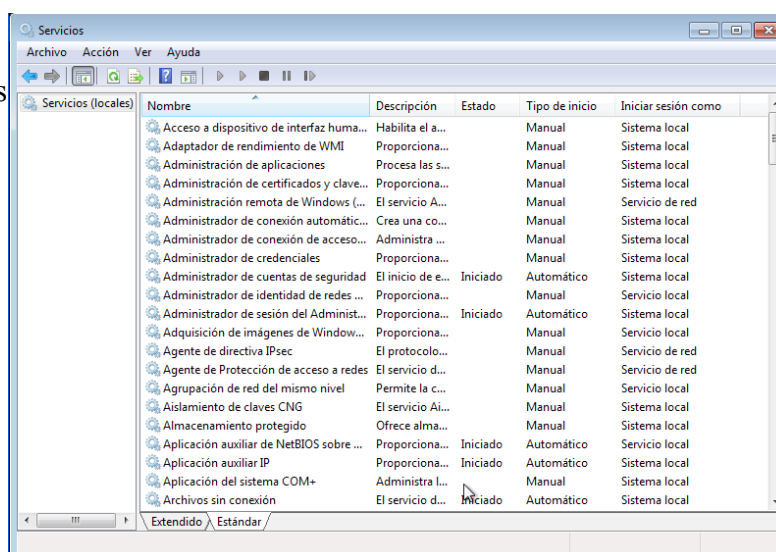 Servicios
Archivo Acción Ver Ayuda
s
Servicios (locales)
Nombre Descripción Estado Tipo de inicio Iniciar sesión como
Acceso a dispositivo de interfaz huma... Habilita el a... Manual Sistema local
Adaptador de rendimiento de WMI Proporciona... Manual Sistema local
Administración de aplicaciones Procesa las s... Manual Sistema local
Administración de certificados y clave... Proporciona... Manual Sistema local
Administración remota de Windows (... El servicio A... Manual Servicio de red
Administrador de conexión automátic... Crea una co... Manual Sistema local
Administrador de conexión de acceso... Administra ... Manual Sistema local
Administrador de credenciales Proporciona... Manual Sistema local
Administrador de cuentas de seguridad El inicio de e... Iniciado Automático Sistema local
Administrador de identidad de redes ... Proporciona... Manual Servicio local
Administrador de sesión del Administ... Proporciona... Iniciado Automático Sistema local
Adquisición de imágenes de Window... Proporciona... Manual Servicio local
Agente de directiva IPsec El protocolo... Manual Servicio de red
Agente de Protección de acceso a redes El servicio d... Manual Servicio de red
Agrupación de red del mismo nivel Permite la c... Manual Servicio local
Aislamiento de claves CNG El servicio Ai... Manual Sistema local
Almacenamiento protegido Ofrece alma... Manual Sistema local
Aplicación auxiliar de NetBIOS sobre ... Proporciona... Iniciado Automático Servicio local
Aplicación auxiliar IP Proporciona... Iniciado Automático Sistema local
Aplicación del sistema COM+ Administra l... Manual Sistema local
Archivos sin conexión El servicio d... Iniciado Automático Sistema local
Extendido Estándar